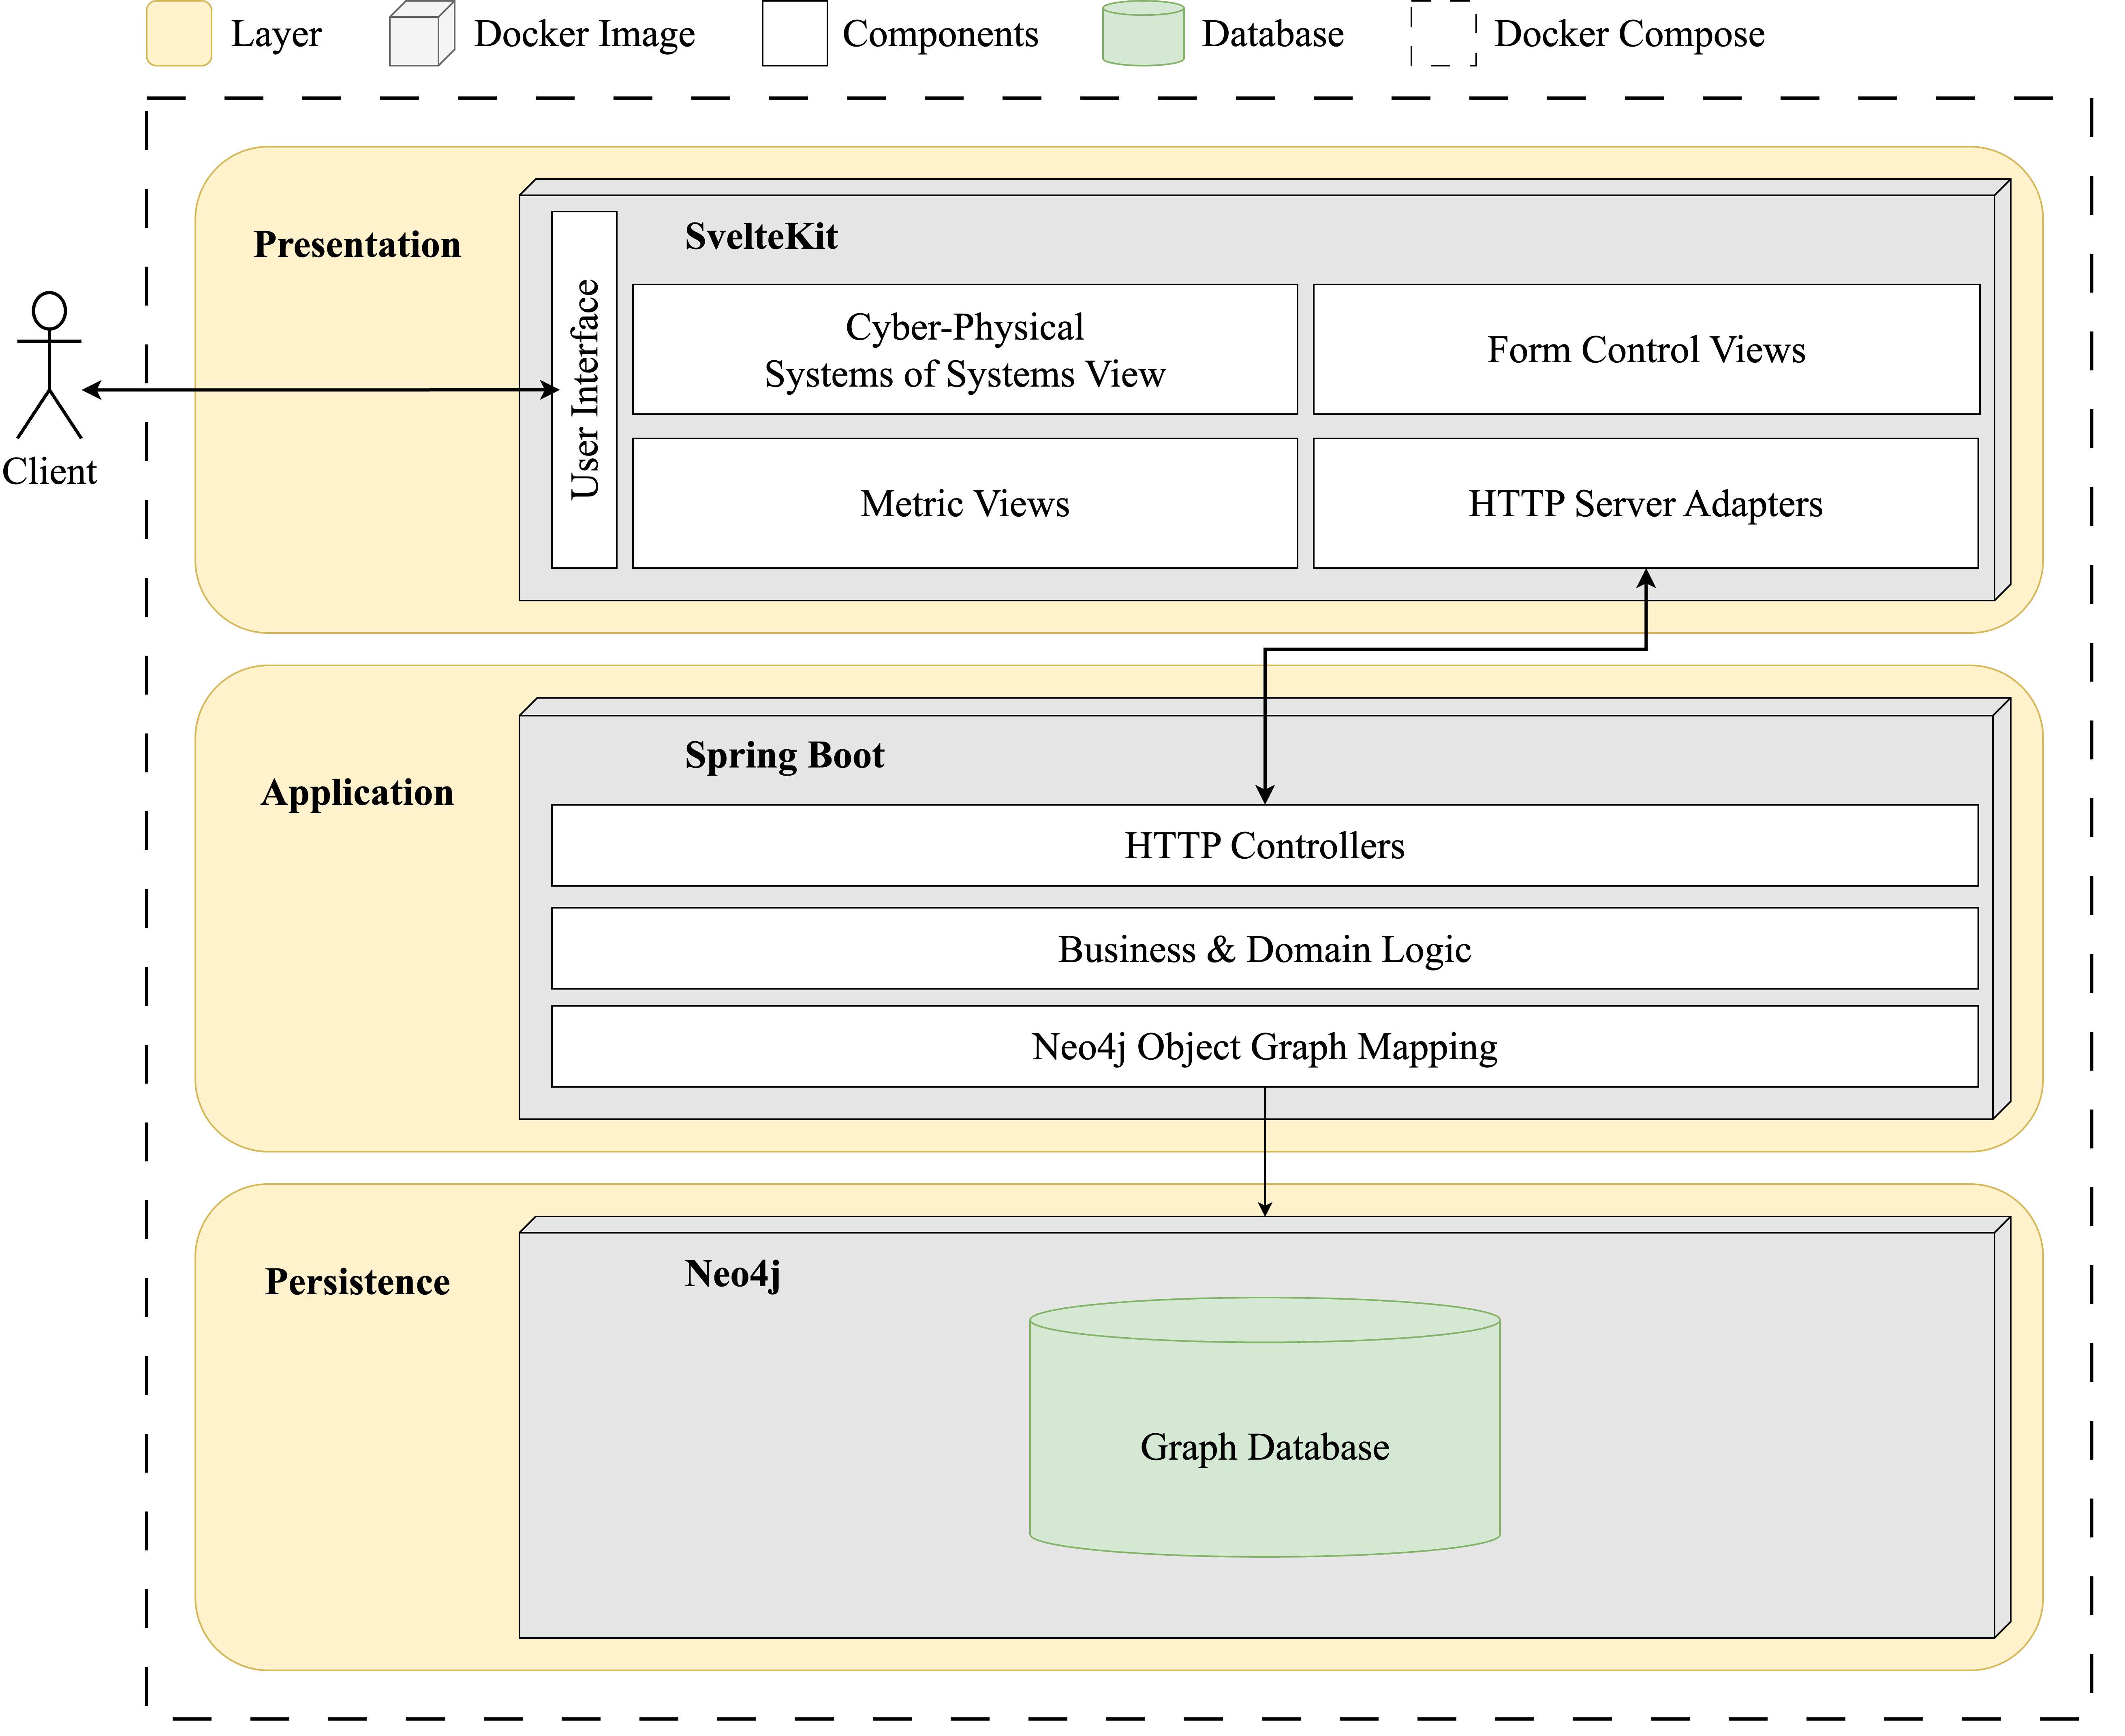 Layer
Docker Image
Components
Database
Docker Compose
Presentation
SvelteKit
User Interface
Cyber-Physical
Systems of Systems View
Form Control Views
Metric Views
HTTP Server Adapters
Client
Application
Spring Boot
HTTP Controllers
Business & Domain Logic
Neo4j Object Graph Mapping
Persistence
Neo4j
Graph Database